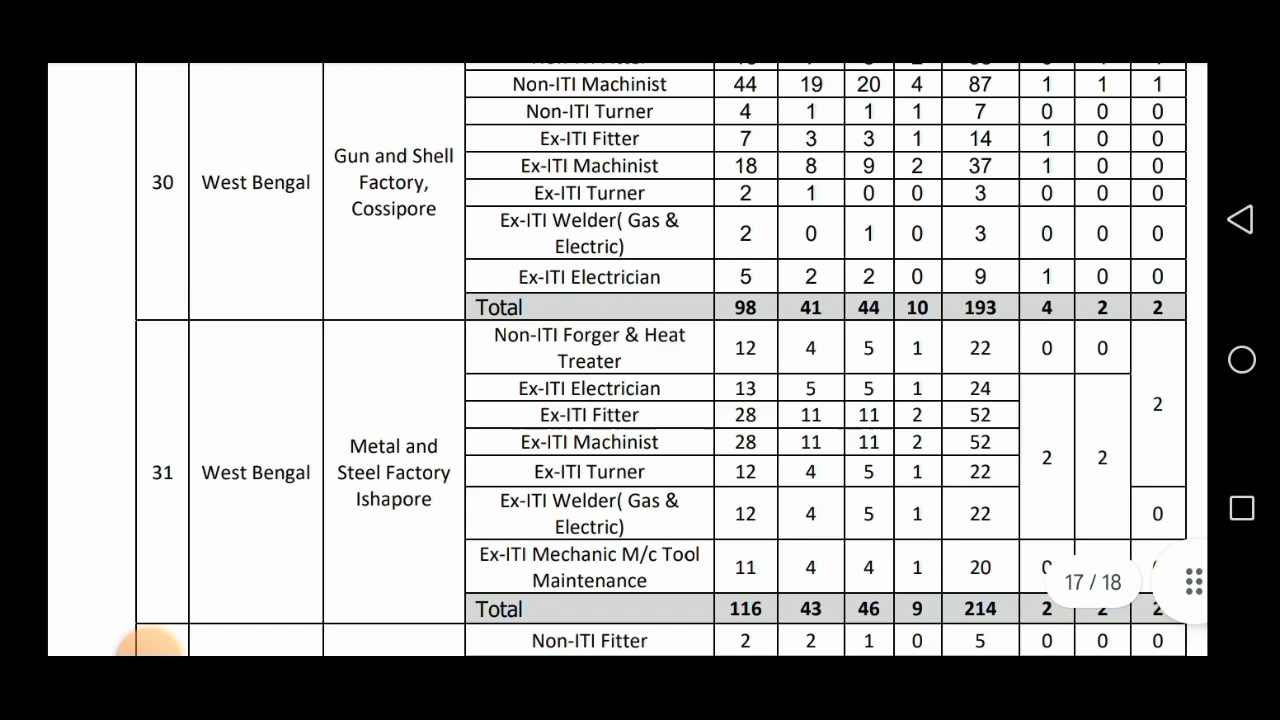 Non-ITI Machinist 44 19 20 4 87 1 1 1
Non-ITI Turner 4 1 1 1 7 0 0 0
Ex-ITI Fitter 7 3 3 1 14 1 0 0
30 West Bengal Gun and Shell
Factory,
Cossipore
Ex-ITI Machinist 18 8 9 2 37 1 0 0
Ex-ITI Turner 2 1 0 0 3 0 0 0
Ex-ITI Welder( Gas &
Electric) 2 0 1 0 3 0 0 0
Ex-ITI Electrician 5 2 2 0 9 1 0 0
Total 98 41 44 10 193 4 2 2
31 West Bengal Metal and
Steel Factory
Ishapore
Non-ITI Forger & Heat
Treater 12 4 5 1 22 0 0 2
Ex-ITI Electrician 13 5 5 1 24
Ex-ITI Fitter 28 11 11 2 52
Ex-ITI Machinist 28 11 11 2 52 2 2
Ex-ITI Turner 12 4 5 1 22
Ex-ITI Welder( Gas &
Electric) 12 4 5 1 22 0
Ex-ITI Mechanic M/c Tool
Maintenance 11 4 4 1 20
17 / 18
Total 116 43 46 9 214 2 2 2
Non-ITI Fitter 2 2 1 0 5 0 0 0